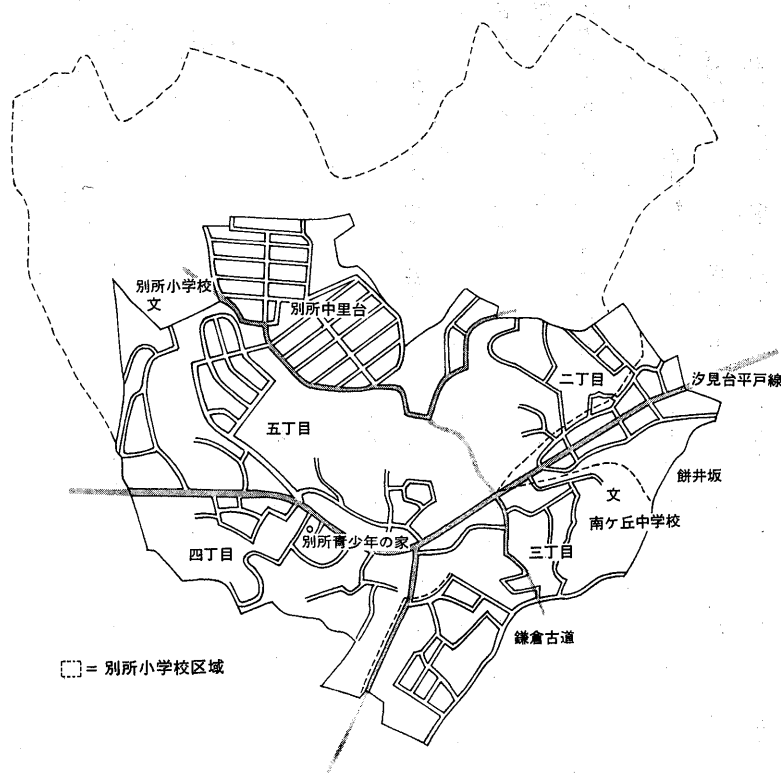 別所小学校
文
別所中里台
二丁目
汐見台平戸線
五丁目
餅井坂
文
南ケ丘中学校
別所青少年の家
三丁目
四丁目
鎌倉古道
= 別所小学校区域